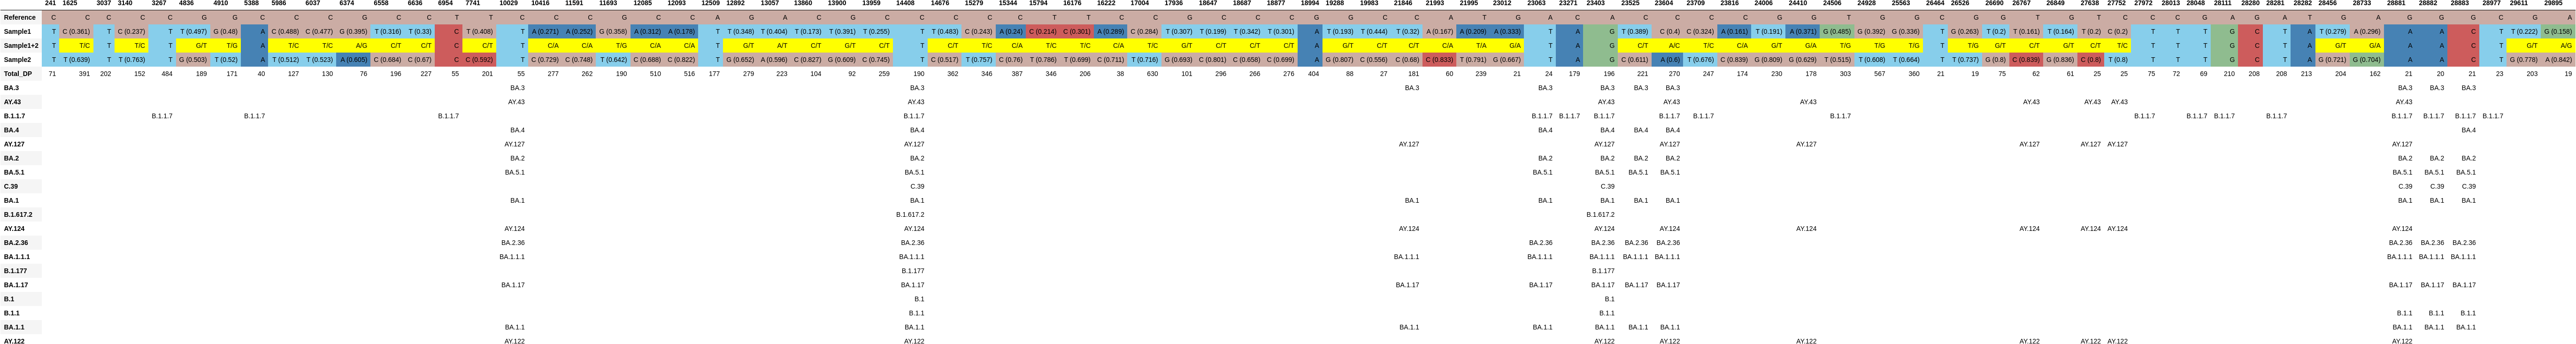 241 1625 3037 3140 3267 4836 4910 5388 5986 6037 6374 6558 6636 6954 7741 10029 10416 11591 11693 12085 12093 12509 12892 13057 13860 13900 13959 14408 14676 15279 15344 15794 16176 16222 17004 17936 18647 18687 18877 18994 19288 19983 21846 21993 21995 23012 23063 23271 23403 23525 23604 23709 23816 24006 24410 24506 24928 25563 26464 26526 26690 26767 26849 27638 27752 27972 28013 28048 28111 28280 28281 28282 28456 28733 28881 28882 28883 28977 29611 29895
Reference C C C C C G G C C C G C C T T C C C G C C A G A C G C C C C C T T C C G C C C G G C C A T G A C A C C C C G G T G G C G G T G T C C C G A G A T G G G G C G A
Sample1 T C (0.361) T C (0.237) T T (0.497) G (0.48) A C (0.488) C (0.477) G (0.395) T (0.316) T (0.33) C T (0.408) T A (0.271) A (0.252) G (0.358) A (0.312) A (0.178) T T (0.348) T (0.404) T (0.173) T (0.391) T (0.255) T T (0.483) C (0.243) A (0.24) C (0.214) C (0.301) A (0.289) C (0.284) T (0.307) T (0.199) T (0.342) T (0.301) A T (0.193) T (0.444) T (0.32) A (0.167) A (0.209) A (0.333) T A G T (0.389) C (0.4) C (0.324) A (0.161) T (0.191) A (0.371) G (0.485) G (0.392) G (0.336) T G (0.263) T (0.2) T (0.161) T (0.164) T (0.2) C (0.2) T T T G C T A T (0.279) A (0.296) A A C T T (0.222) G (0.158)
Sample1+2 T T/C T T/C T G/T T/G A T/C T/C A/G C/T C/T C C/T T C/A C/A T/G C/A C/A T G/T A/T C/T G/T C/T T C/T T/C C/A T/C T/C C/A T/C G/T C/T C/T C/T A G/T C/T C/T C/A T/A G/A T A G C/T A/C T/C C/A G/T G/A T/G T/G T/G T T/G G/T C/T G/T C/T T/C T T T G C T A G/T G/A A A C T G/T A/G
Sample2 T T (0.639) T T (0.763) T G (0.503) T (0.52) A T (0.512) T (0.523) A (0.605) C (0.684) C (0.67) C C (0.592) T C (0.729) C (0.748) T (0.642) C (0.688) C (0.822) T G (0.652) A (0.596) C (0.827) G (0.609) C (0.745) T C (0.517) T (0.757) C (0.76) T (0.786) T (0.699) C (0.711) T (0.716) G (0.693) C (0.801) C (0.658) C (0.699) A G (0.807) C (0.556) C (0.68) C (0.833) T (0.791) G (0.667) T A G C (0.611) A (0.6) T (0.676) C (0.839) G (0.809) G (0.629) T (0.515) T (0.608) T (0.664) T T (0.737) G (0.8) C (0.839) G (0.836) C (0.8) T (0.8) T T T G C T A G (0.721) G (0.704) A A C T G (0.778) A (0.842)
Total_DP 71 391 202 152 484 189 171 40 127 130 76 196 227 55 201 55 277 262 190 510 516 177 279 223 104 92 259 190 362 346 387 346 206 38 630 101 296 266 276 404 88 27 181 60 239 21 24 179 196 221 270 247 174 230 178 303 567 360 21 19 75 62 61 25 25 75 72 69 210 208 208 213 204 162 21 20 21 23 203 19
BA.3 BA.3 BA.3 BA.3 BA.3 BA.3 BA.3 BA.3 BA.3 BA.3 BA.3
AY.43 AY.43 AY.43 AY.43 AY.43 AY.43 AY.43 AY.43 AY.43 AY.43
B.1.1.7 B.1.1.7 B.1.1.7 B.1.1.7 B.1.1.7 B.1.1.7 B.1.1.7 B.1.1.7 B.1.1.7 B.1.1.7 B.1.1.7 B.1.1.7 B.1.1.7 B.1.1.7 B.1.1.7 B.1.1.7 B.1.1.7 B.1.1.7 B.1.1.7
BA.4 BA.4 BA.4 BA.4 BA.4 BA.4 BA.4 BA.4
AY.127 AY.127 AY.127 AY.127 AY.127 AY.127 AY.127 AY.127 AY.127 AY.127 AY.127
BA.2 BA.2 BA.2 BA.2 BA.2 BA.2 BA.2 BA.2 BA.2 BA.2
BA.5.1 BA.5.1 BA.5.1 BA.5.1 BA.5.1 BA.5.1 BA.5.1 BA.5.1 BA.5.1 BA.5.1
C.39 C.39 C.39 C.39 C.39 C.39
BA.1 BA.1 BA.1 BA.1 BA.1 BA.1 BA.1 BA.1 BA.1 BA.1 BA.1
B.1.617.2 B.1.617.2 B.1.617.2
AY.124 AY.124 AY.124 AY.124 AY.124 AY.124 AY.124 AY.124 AY.124 AY.124 AY.124
BA.2.36 BA.2.36 BA.2.36 BA.2.36 BA.2.36 BA.2.36 BA.2.36 BA.2.36 BA.2.36 BA.2.36
BA.1.1.1 BA.1.1.1 BA.1.1.1 BA.1.1.1 BA.1.1.1 BA.1.1.1 BA.1.1.1 BA.1.1.1 BA.1.1.1 BA.1.1.1 BA.1.1.1
B.1.177 B.1.177 B.1.177
BA.1.17 BA.1.17 BA.1.17 BA.1.17 BA.1.17 BA.1.17 BA.1.17 BA.1.17 BA.1.17 BA.1.17 BA.1.17
B.1 B.1 B.1
B.1.1 B.1.1 B.1.1 B.1.1 B.1.1 B.1.1
BA.1.1 BA.1.1 BA.1.1 BA.1.1 BA.1.1 BA.1.1 BA.1.1 BA.1.1 BA.1.1 BA.1.1 BA.1.1
AY.122 AY.122 AY.122 AY.122 AY.122 AY.122 AY.122 AY.122 AY.122 AY.122